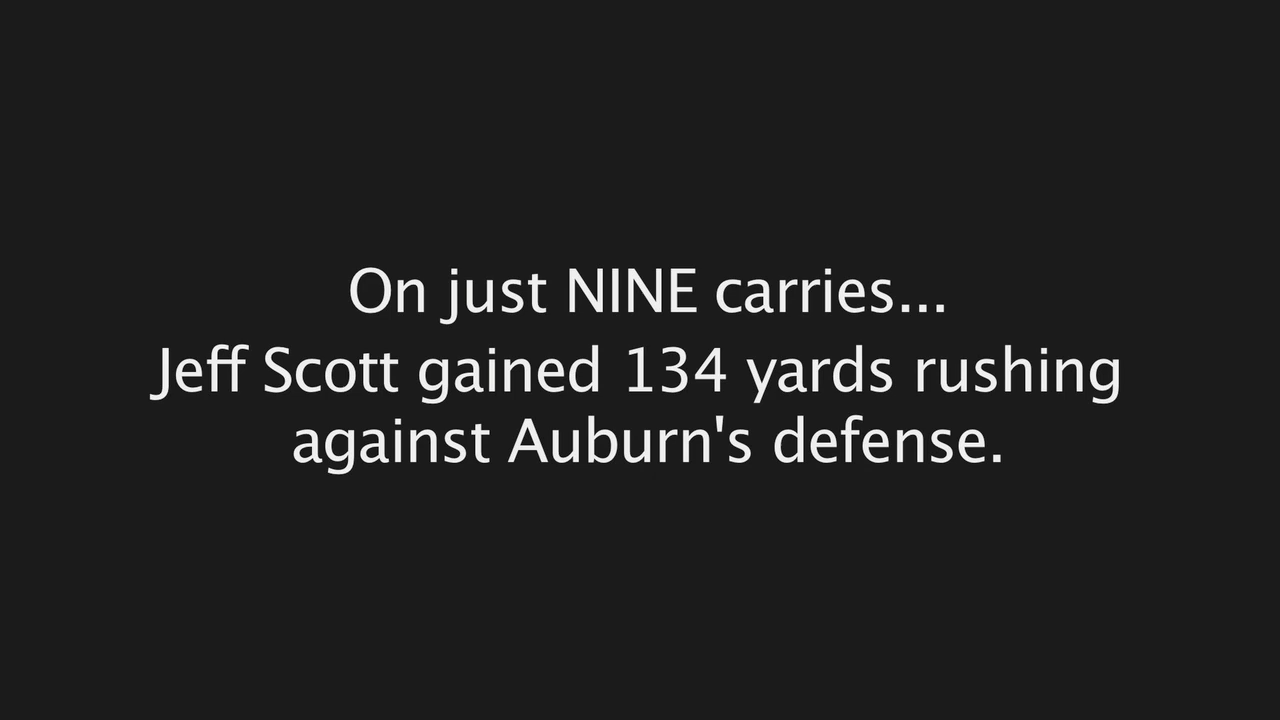 On just NINE carries...
Jeff Scott gained 134 yards rushing
against Auburn's defense.